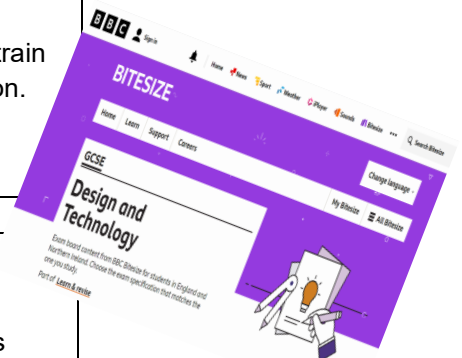 train
on.
s
BBC
Sign in
Home News Sport Weather iPlayer Sounds Bitesize ••• Search Bitesize
BITESIZE
Home Learn Support Careers
Change language
My Bitesize All Bitesize
GCSE
Design and
Technology
Exam board content from BBC Bitesize for students in England and
Northern Ireland. Choose the exam specification that matches the
one you study.
Part of Learn & revise